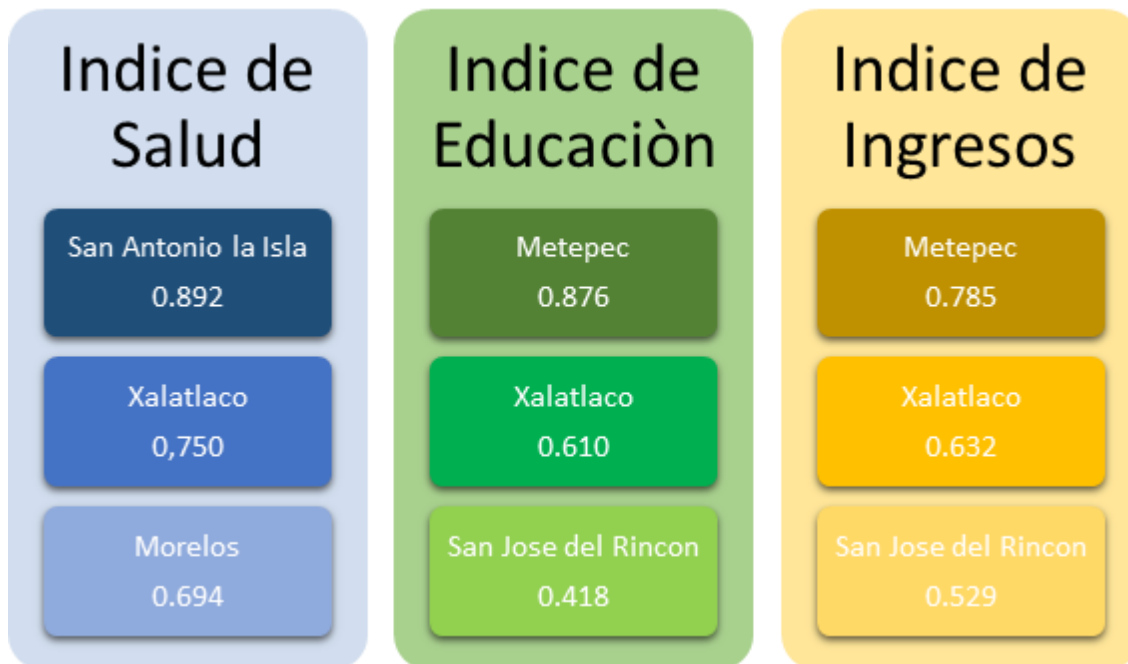 Indice de
Salud
San Antonio la Isla
0.892
Xalatlaco
0,750
Morelos
0.694
Indice de
Educaciòn
Metepec
0.876
Xalatlaco
0.610
San Jose del Rincon
0.418
Indice de
Ingresos
Metepec
0.785
Xalatlaco
0.632
San Jose del Rincon
0.529